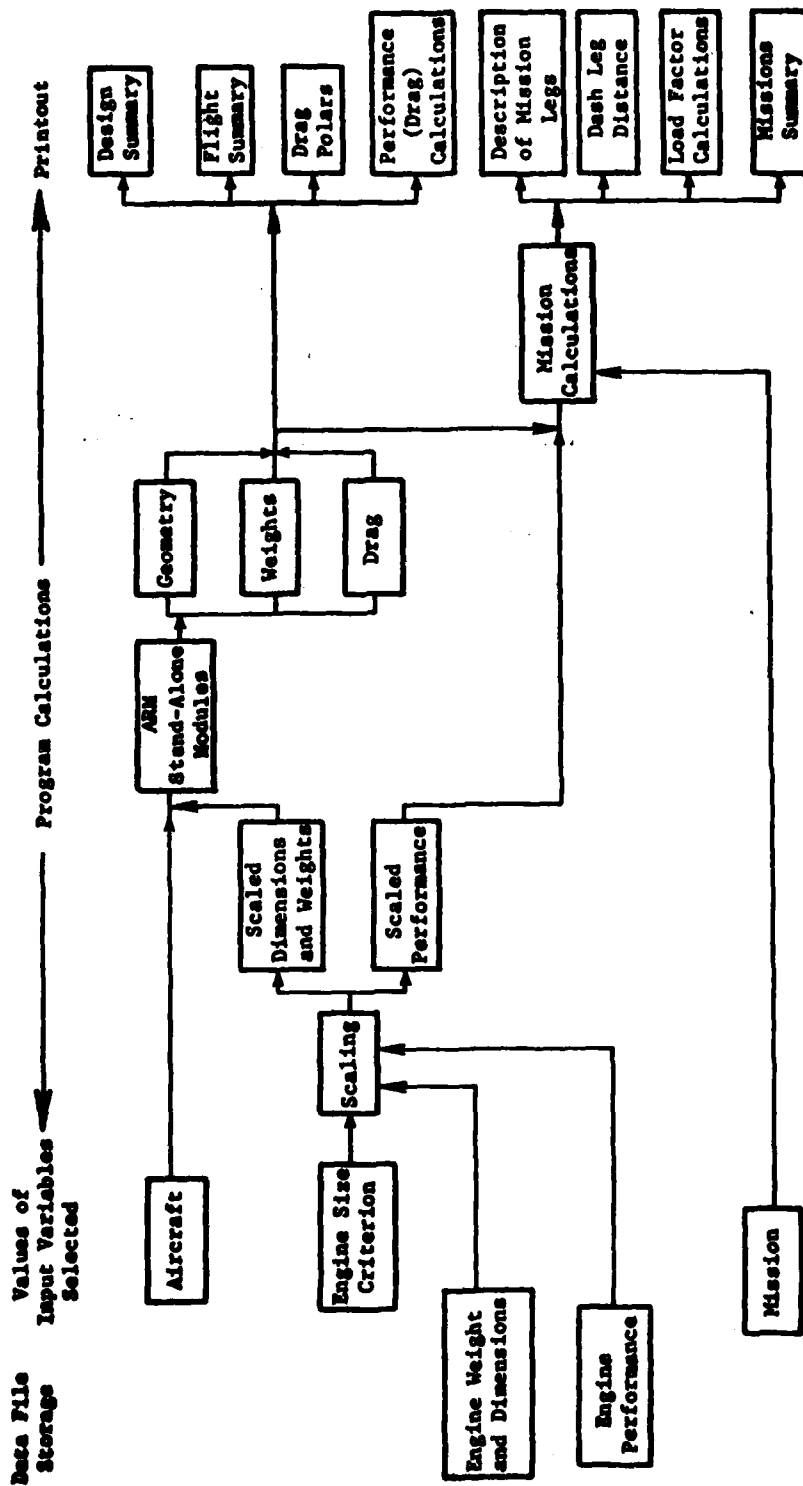 Data File
Storage
Values of
Input Variables
Selected
Program Calculations
Printout
Aircraft
Engine Size
Criterion
Engine Weight
and Dimensions
Engine
Performance
Mission
Scaling
Scaled
Dimensions
and Weights
Scaled
Performance
ARM
Stand-Alone
Modules
Geometry
Weights
Drag
Mission
Calculations
Design
Summary
Flight
Summary
Drag
Polars
Performance
(Drag)
Calculations
Description
of Mission
Legs
Dash Leg
Distance
Load Factor
Calculations
Missions
Summary